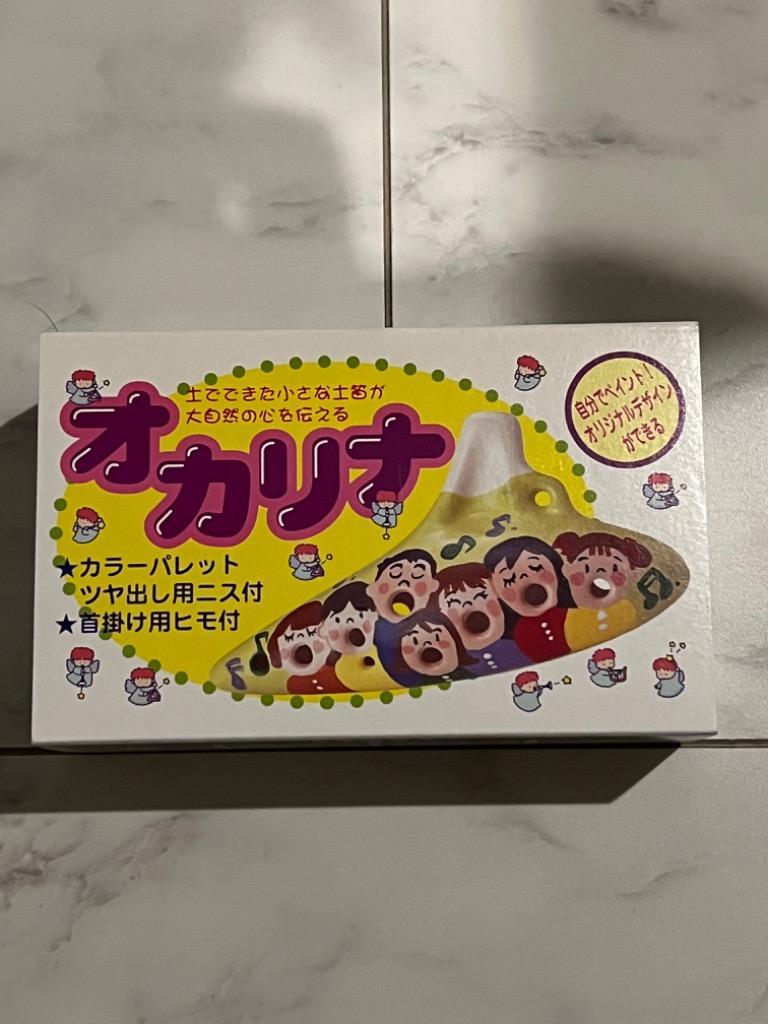 土でできた小さな土笛が
大自然の心を伝える
オカリナ
自分でペイント!
オリジナルデザイン
ができる
★カラーパレット
ツヤ出し用ニス付
★首掛け用ヒモ付